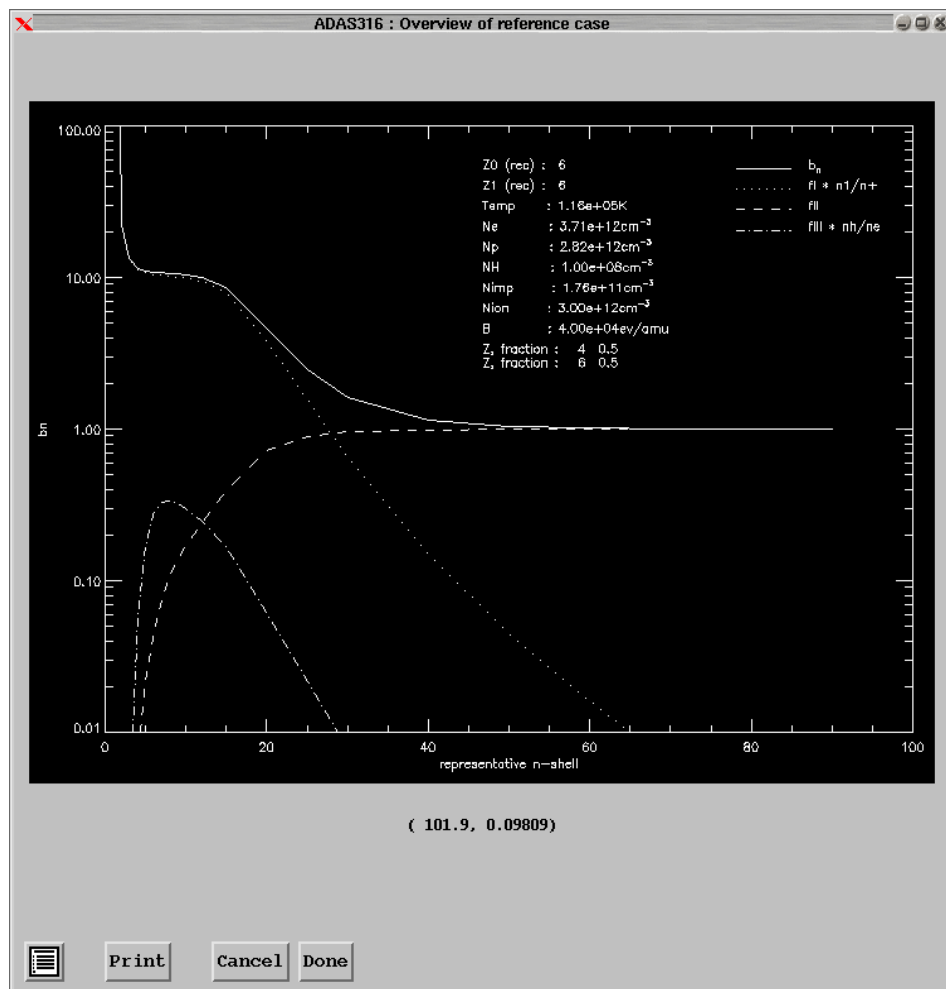 ADAS316 : Overview of reference case
100.00
10.00
1.00
0.10
0.01
bn
Z0 (rec) : 6
Z1 (rec) : 6
Temp : 1.16e+05K
Ne : 3.71e+12cm⁻³
Np : 2.82e+12cm⁻³
NH : 1.00e+08cm⁻³
Nimp : 1.76e+11cm⁻³
Nion : 3.00e+12cm⁻³
B : 4.00e+04ev/amu
Z, fraction : 4 0.5
Z, fraction : 6 0.5
bₙ
fI * n1/n+
fII
fIII * nh/ne
0 20 40 60 80 100
representative n-shell
( 101.9, 0.09809)
Print Cancel Done